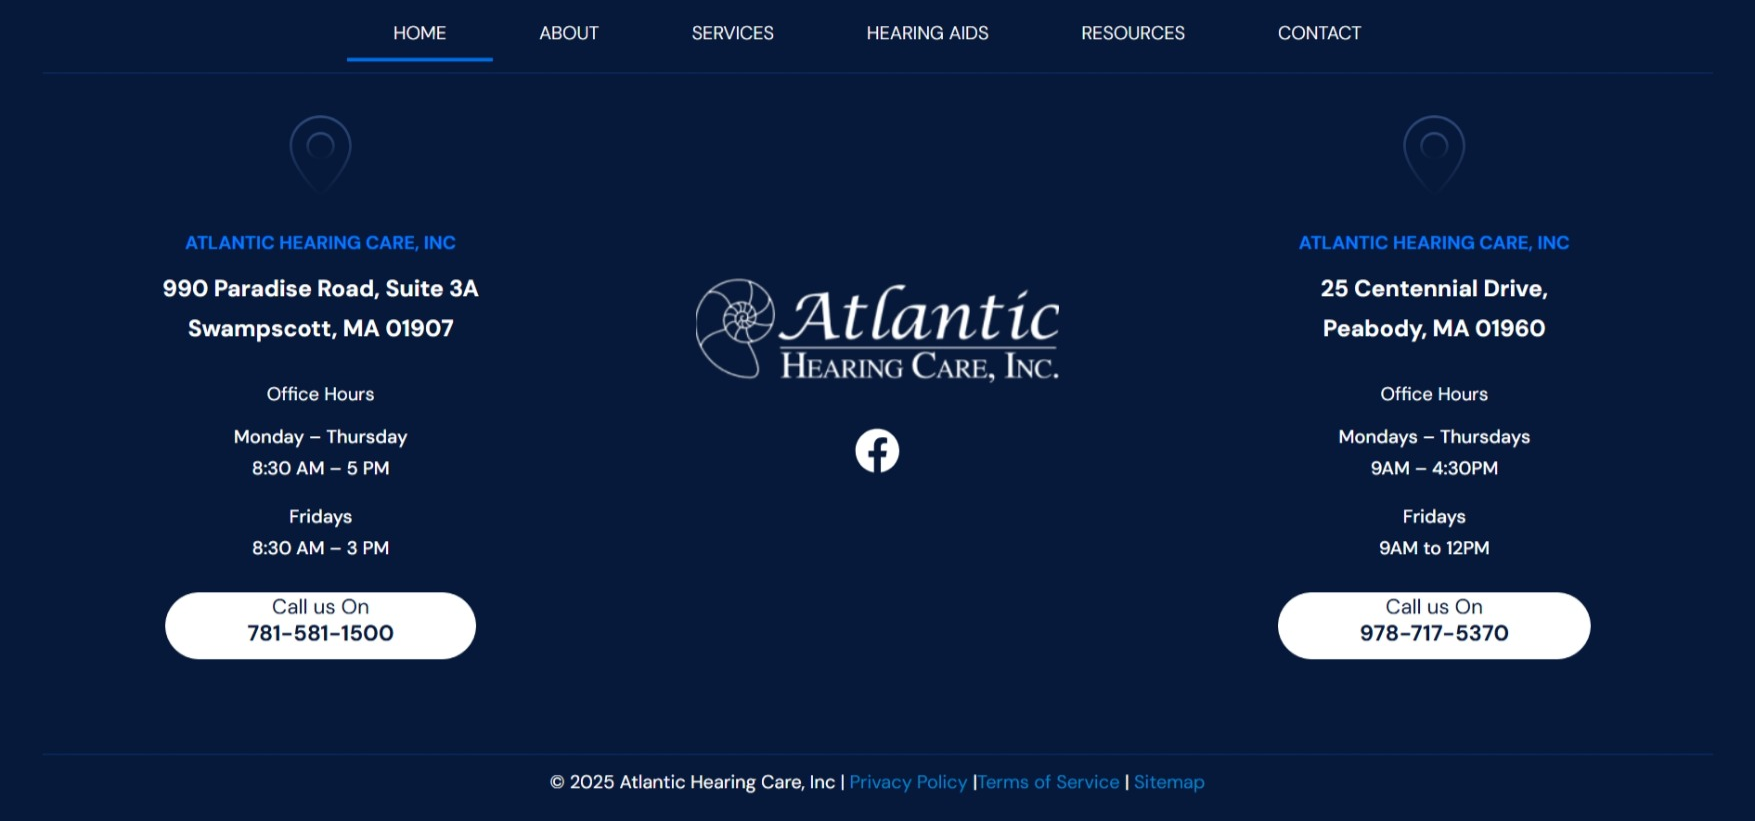 HOME ABOUT SERVICES HEARING AIDS RESOURCES CONTACT
ATLANTIC HEARING CARE, INC
990 Paradise Road, Suite 3A
Swampscott, MA 01907
Office Hours
Monday – Thursday
8:30 AM – 5 PM
Fridays
8:30 AM – 3 PM
Call us On
781-581-1500
Atlantic
HEARING CARE, INC.
ATLANTIC HEARING CARE, INC
25 Centennial Drive,
Peabody, MA 01960
Office Hours
Mondays – Thursdays
9AM – 4:30PM
Fridays
9AM to 12PM
Call us On
978-717-5370
© 2025 Atlantic Hearing Care, Inc | Privacy Policy |Terms of Service | Sitemap